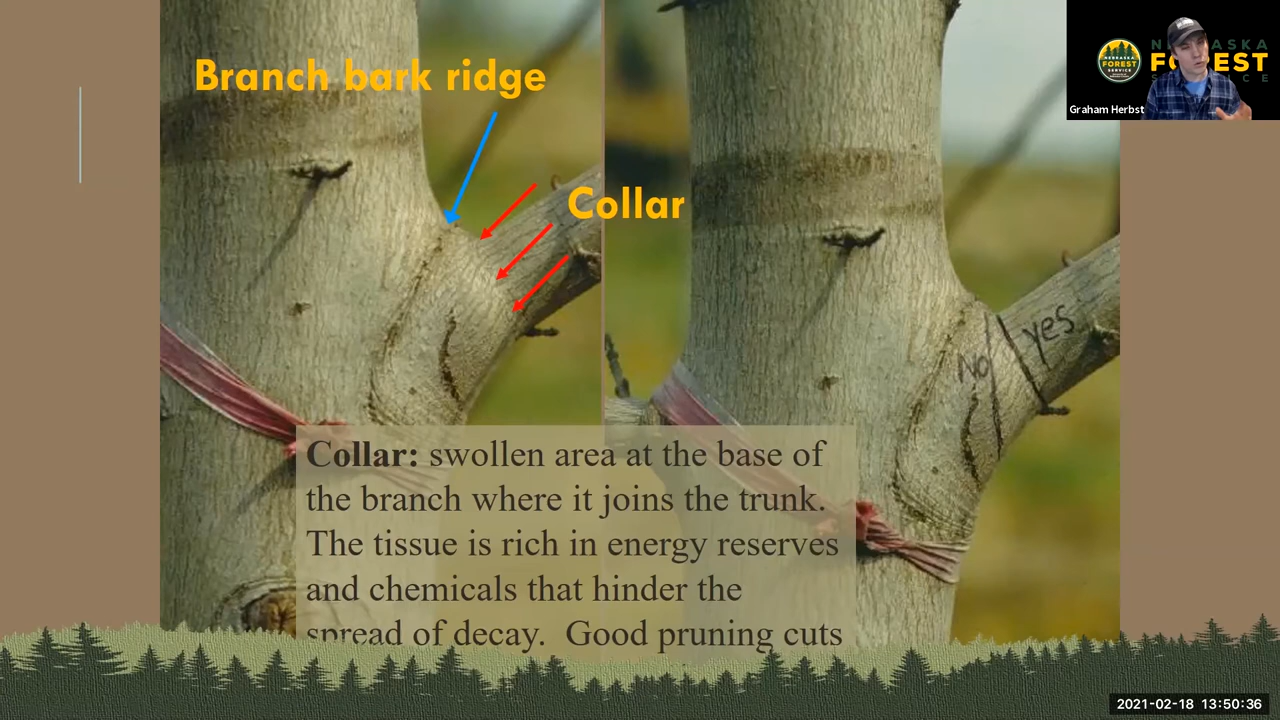 Branch bark ridge
Collar
No
yes
Collar: swollen area at the base of
the branch where it joins the trunk.
The tissue is rich in energy reserves
and chemicals that hinder the
spread of decay.  Good pruning cuts
FOREST
Graham Herbst
2021-02-18 13:50:36